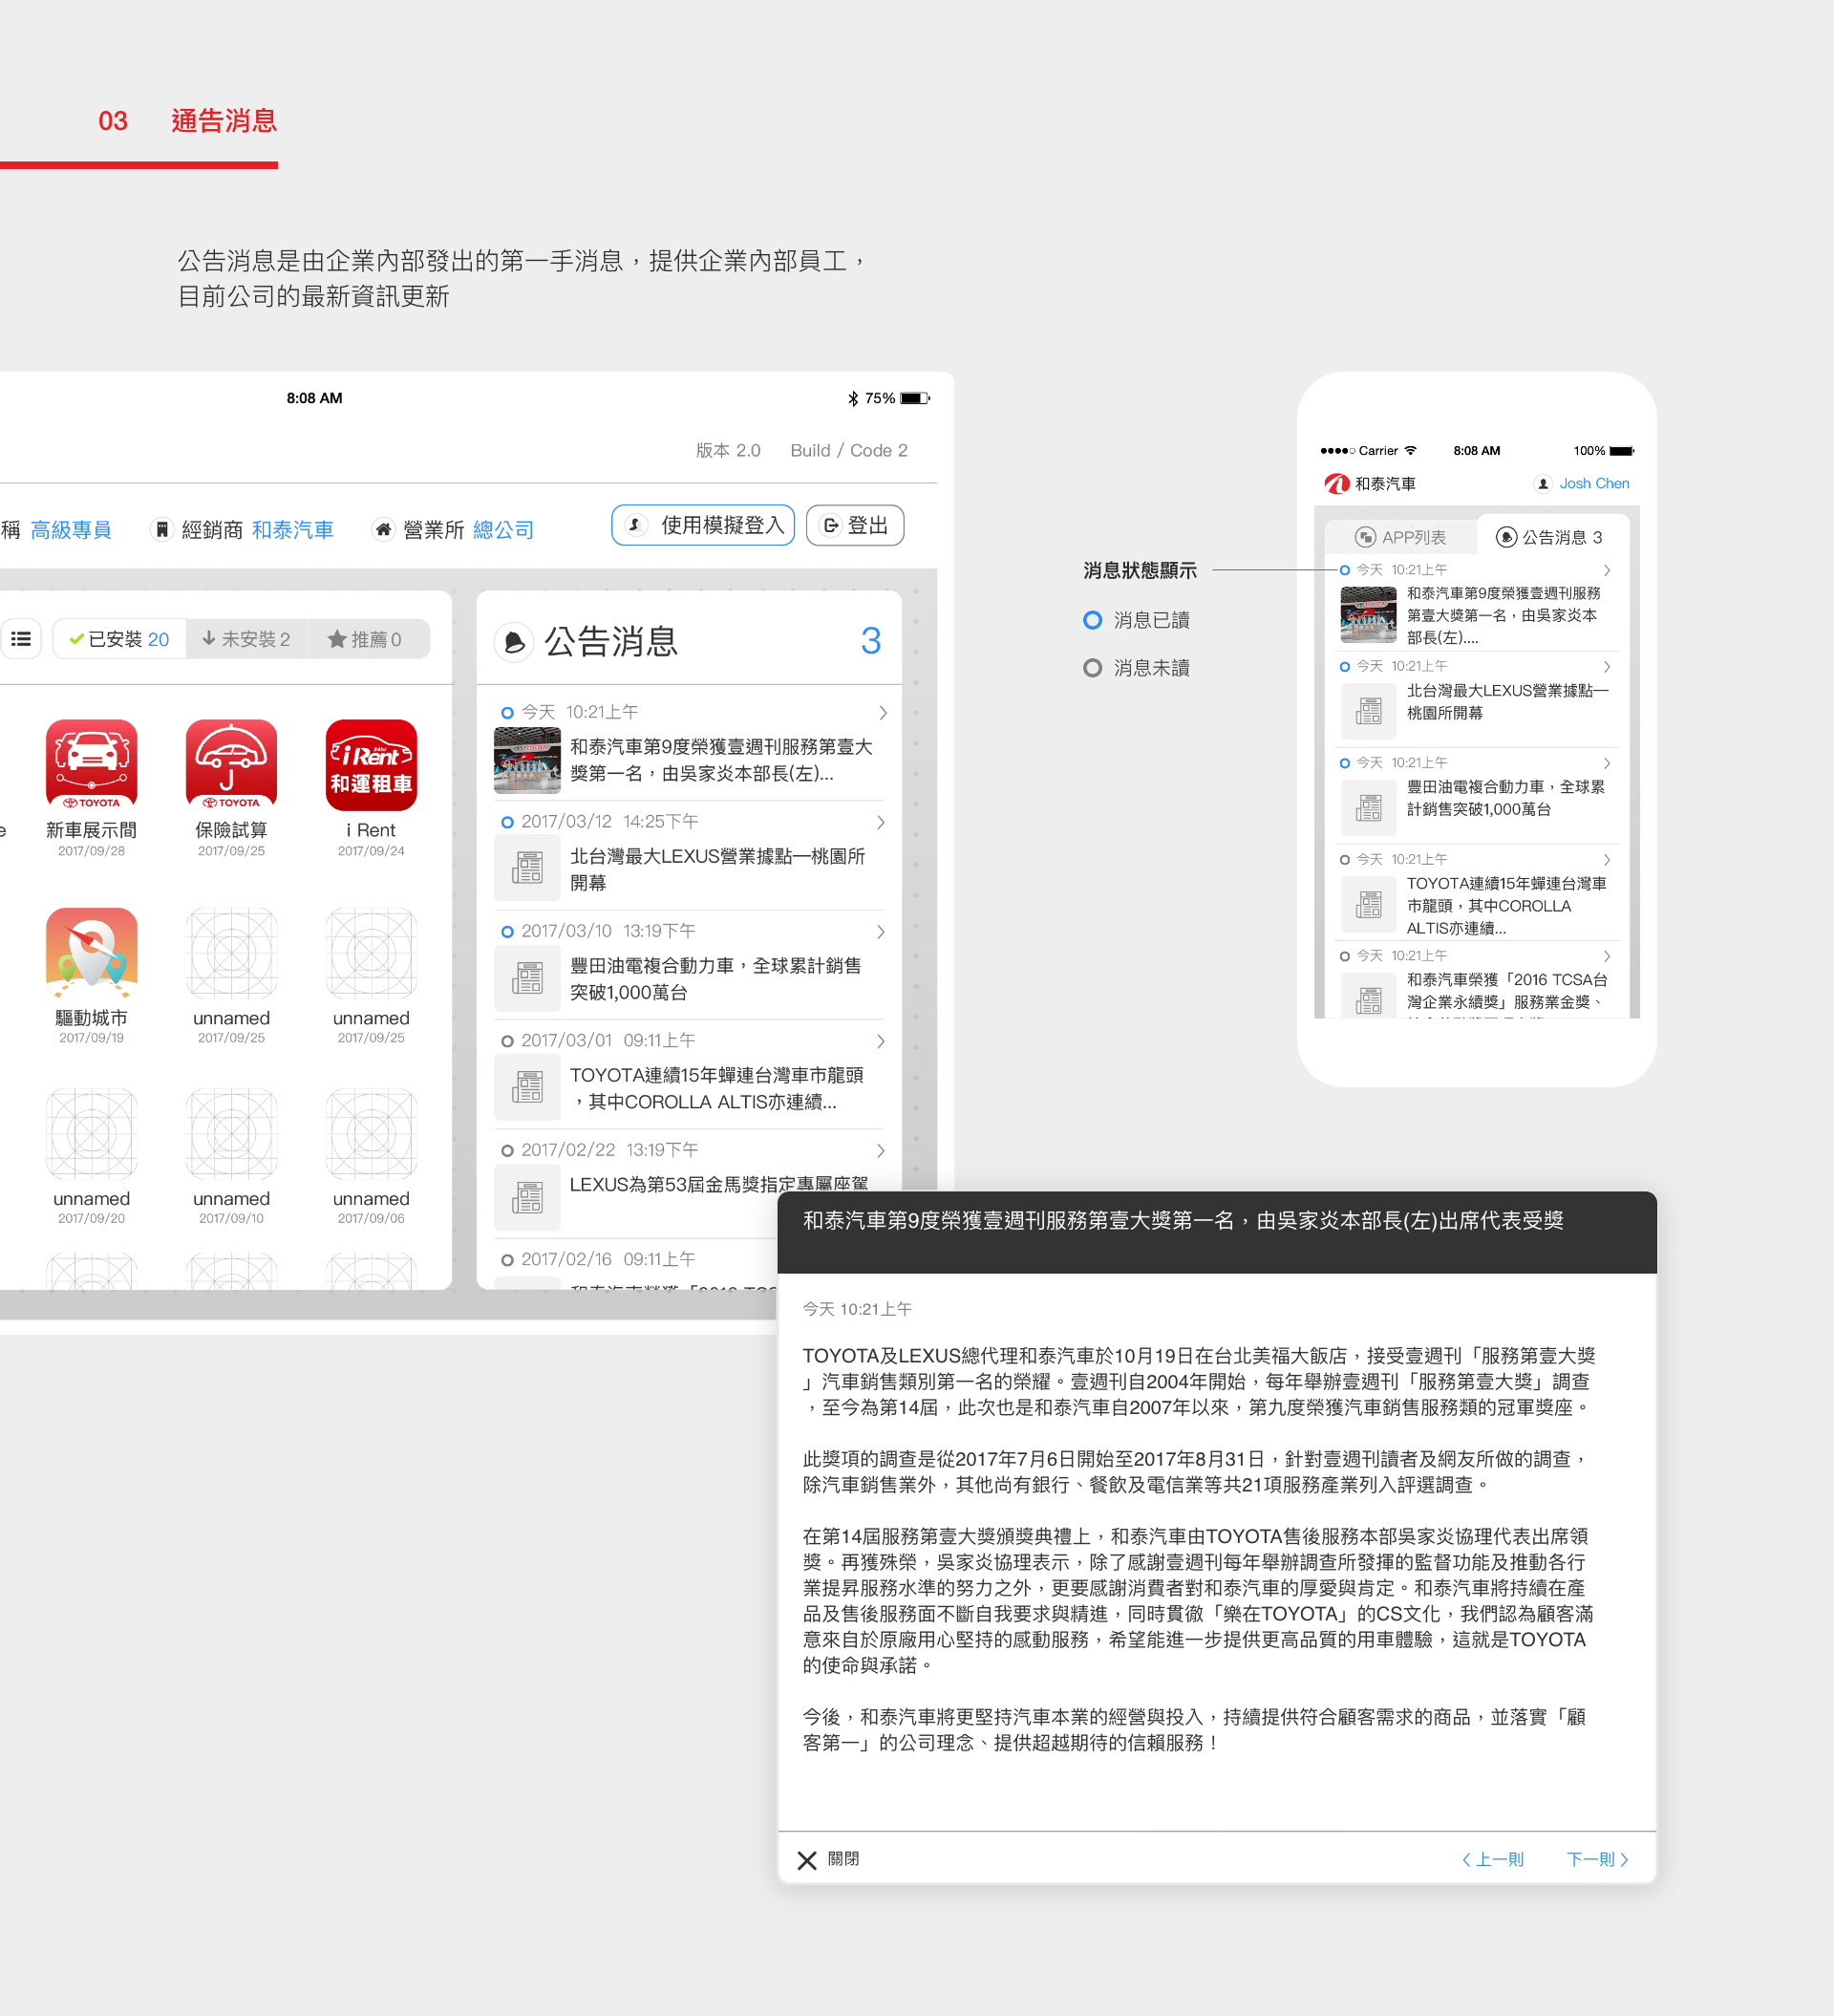 03 通告消息
公告消息是由企業內部發出的第一手消息，提供企業內部員工，
目前公司的最新資訊更新
8:08 AM
75%
版本 2.0 Build / Code 2
稱 高級專員 經銷商 和泰汽車 營業所 總公司 使用模擬登入 登出
已安裝 20 未安裝 2 推薦 0
TOYOTA
新車展示間
2017/09/28
TOYOTA
保險試算
2017/09/25
24hr
iRent
和運租車
i Rent
2017/09/24
驅動城市
2017/09/19
unnamed
2017/09/25
unnamed
2017/09/25
unnamed
2017/09/20
unnamed
2017/09/10
unnamed
2017/09/06
公告消息 3
今天 10:21上午
和泰汽車第9度榮獲壹週刊服務第壹大
獎第一名，由吳家炎本部長(左)...
2017/03/12 14:25下午
北台灣最大LEXUS營業據點—桃園所
開幕
2017/03/10 13:19下午
豐田油電複合動力車，全球累計銷售
突破1,000萬台
2017/03/01 09:11上午
TOYOTA連續15年蟬連台灣車市龍頭
，其中COROLLA ALTIS亦連續...
2017/02/22 13:19下午
LEXUS為第53屆金馬獎指定專屬座駕
2017/02/16 09:11上午
消息狀態顯示
消息已讀
消息未讀
Carrier 8:08 AM 100%
和泰汽車 Josh Chen
APP列表 公告消息 3
今天 10:21上午
和泰汽車第9度榮獲壹週刊服務
第壹大獎第一名，由吳家炎本
部長(左)....
今天 10:21上午
北台灣最大LEXUS營業據點—
桃園所開幕
今天 10:21上午
豐田油電複合動力車，全球累
計銷售突破1,000萬台
今天 10:21上午
TOYOTA連續15年蟬連台灣車
市龍頭，其中COROLLA
ALTIS亦連續...
今天 10:21上午
和泰汽車榮獲「2016 TCSA台
灣企業永續獎」服務業金獎、
和泰汽車第9度榮獲壹週刊服務第壹大獎第一名，由吳家炎本部長(左)出席代表受獎
今天 10:21上午
TOYOTA及LEXUS總代理和泰汽車於10月19日在台北美福大飯店，接受壹週刊「服務第壹大獎
」汽車銷售類別第一名的榮耀。壹週刊自2004年開始，每年舉辦壹週刊「服務第壹大獎」調查
，至今為第14屆，此次也是和泰汽車自2007年以來，第九度榮獲汽車銷售服務類的冠軍獎座。
此獎項的調查是從2017年7月6日開始至2017年8月31日，針對壹週刊讀者及網友所做的調查，
除汽車銷售業外，其他尚有銀行、餐飲及電信業等共21項服務產業列入評選調查。
在第14屆服務第壹大獎頒獎典禮上，和泰汽車由TOYOTA售後服務本部吳家炎協理代表出席領
獎。再獲殊榮，吳家炎協理表示，除了感謝壹週刊每年舉辦調查所發揮的監督功能及推動各行
業提昇服務水準的努力之外，更要感謝消費者對和泰汽車的厚愛與肯定。和泰汽車將持續在產
品及售後服務面不斷自我要求與精進，同時貫徹「樂在TOYOTA」的CS文化，我們認為顧客滿
意來自於原廠用心堅持的感動服務，希望能進一步提供更高品質的用車體驗，這就是TOYOTA
的使命與承諾。
今後，和泰汽車將更堅持汽車本業的經營與投入，持續提供符合顧客需求的商品，並落實「顧
客第一」的公司理念、提供超越期待的信賴服務！
關閉 上一則 下一則